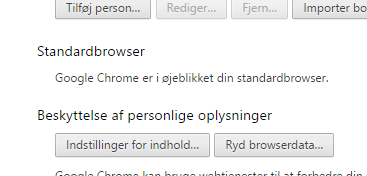 Tilføj person... Rediger... Fjern... Importer bo
Standardbrowser
Google Chrome er i øjeblikket din standardbrowser.
Beskyttelse af personlige oplysninger
Indstillinger for indhold... Ryd browserdata...
Google Chrome kan bruge webtjenester til at forbedre din